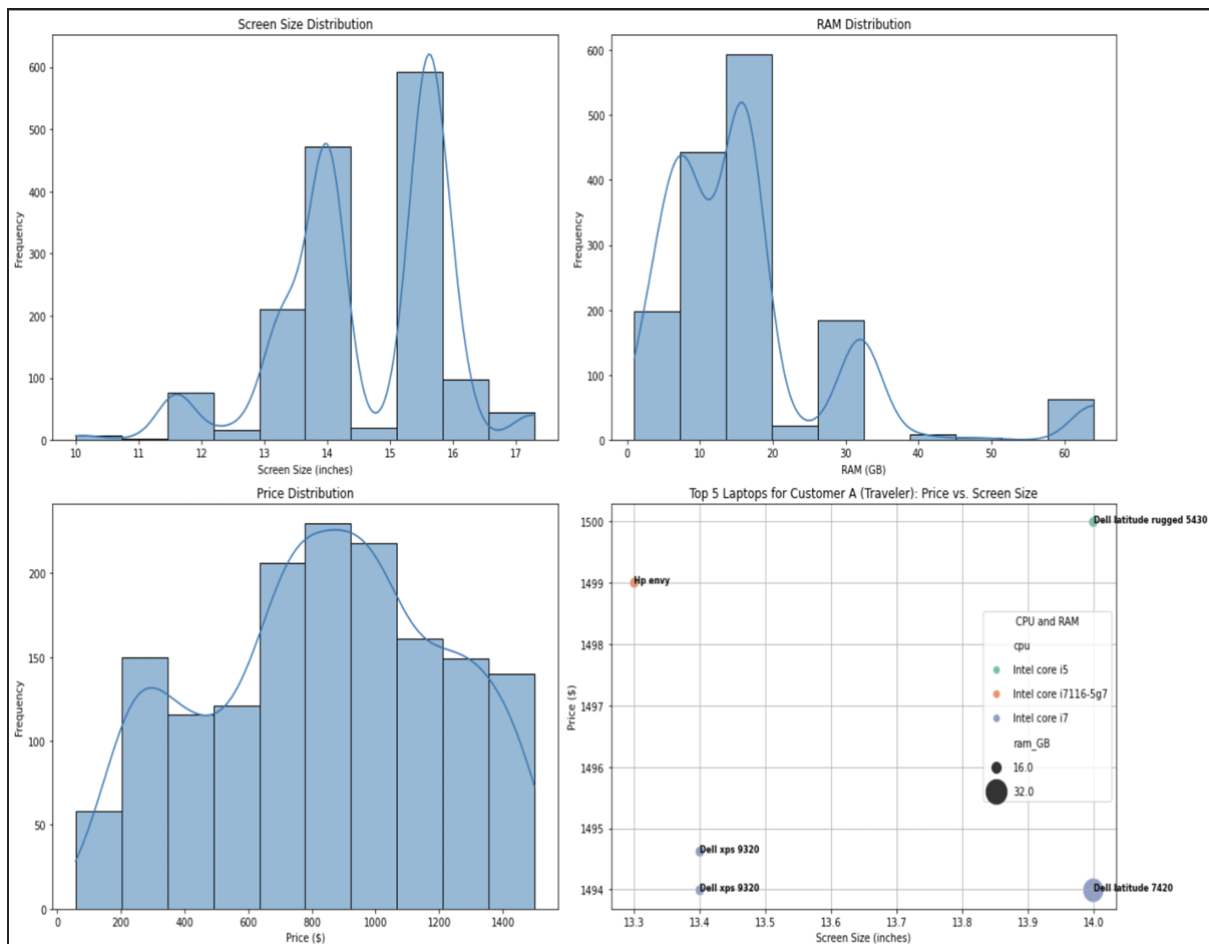 Screen Size Distribution
600
500
400
300
200
100
0
Frequency
10 11 12 13 14 15 16 17
Screen Size (inches)
RAM Distribution
600
500
400
300
200
100
0
Frequency
0 10 20 30 40 50 60
RAM (GB)
Price Distribution
200
150
100
50
0
Frequency
0 200 400 600 800 1000 1200 1400
Price ($)
Top 5 Laptops for Customer A (Traveler): Price vs. Screen Size
1500
1499
1498
1497
1496
1495
1494
Price ($)
Dell latitude rugged 5430
Hp envy
CPU and RAM
cpu
Intel core i5
Intel core i7116-5g7
Intel core i7
ram_GB
16.0
32.0
Dell xps 9320
Dell xps 9320
Dell latitude 7420
13.3 13.4 13.5 13.6 13.7 13.8 13.9 14.0
Screen Size (inches)